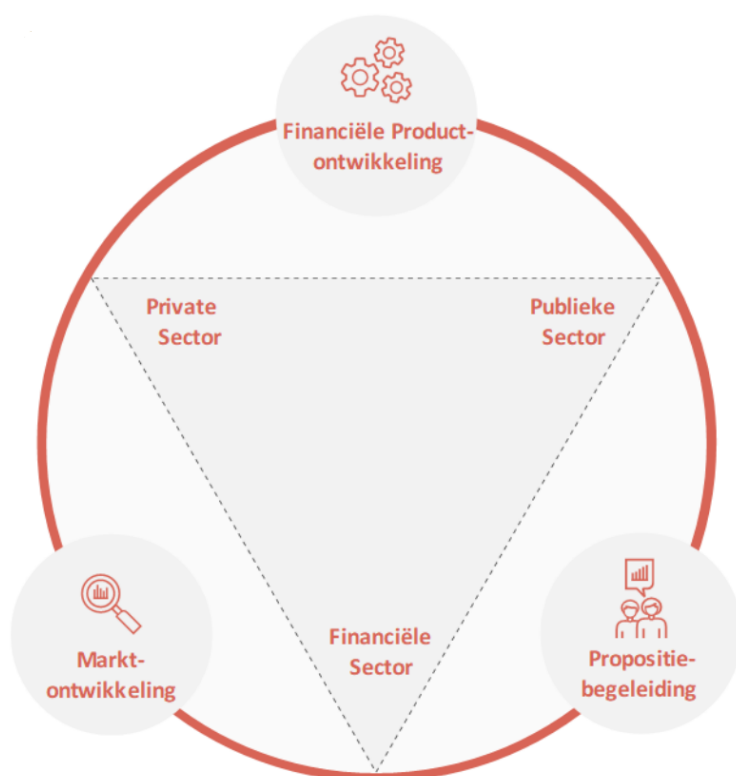 Financiële Product-
ontwikkeling
Private
Sector
Publieke
Sector
Financiële
Sector
Markt-
ontwikkeling
Propositie-
begeleiding